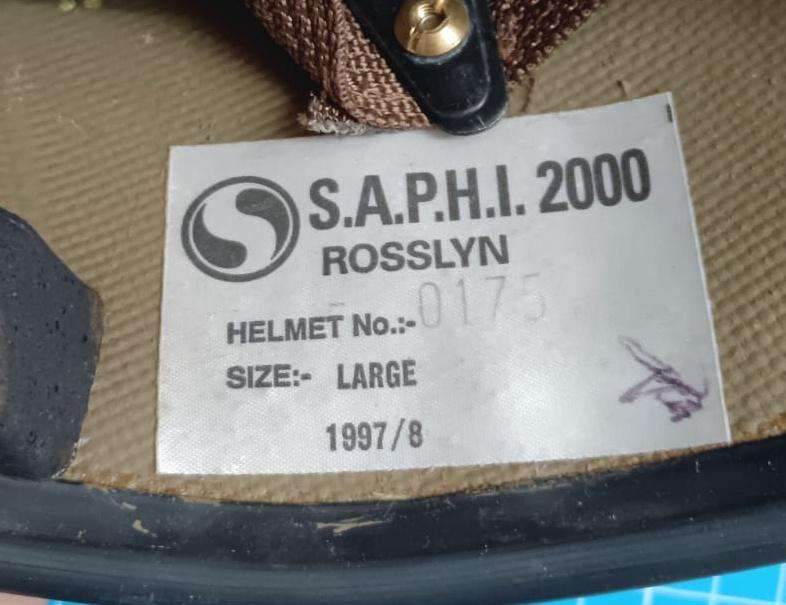 S.A.P.H.I. 2000
ROSSLYN
HELMET No.:- 0175
SIZE:- LARGE
1997/8